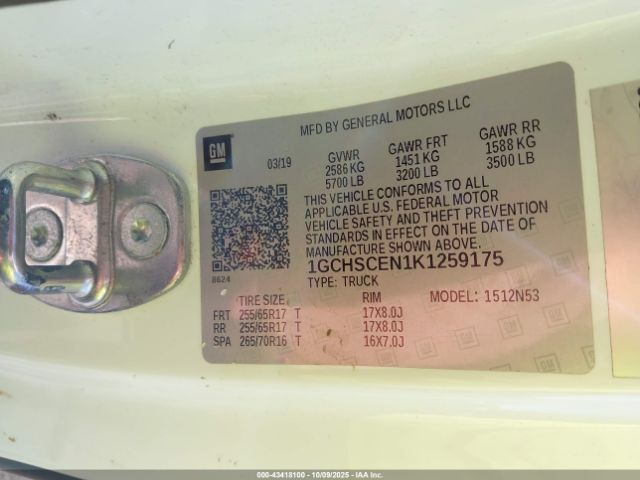 MFD BY GENERAL MOTORS LLC
GM
03/19
GVWR GAWR FRT GAWR RR
2586 KG 1451 KG 1588 KG
5700 LB 3200 LB 3500 LB
THIS VEHICLE CONFORMS TO ALL
APPLICABLE U.S. FEDERAL MOTOR
VEHICLE SAFETY AND THEFT PREVENTION
STANDARDS IN EFFECT ON THE DATE OF
MANUFACTURE SHOWN ABOVE.
8624
1GCHSCEN1K1259175
TYPE: TRUCK MODEL: 1512N53
TIRE SIZE RIM
FRT 255/65R17 T 17X8.0J
RR 255/65R17 T 17X8.0J
SPA 265/70R16 T 16X7.0J
000-43418100 - 10/09/2025 - IAA Inc.